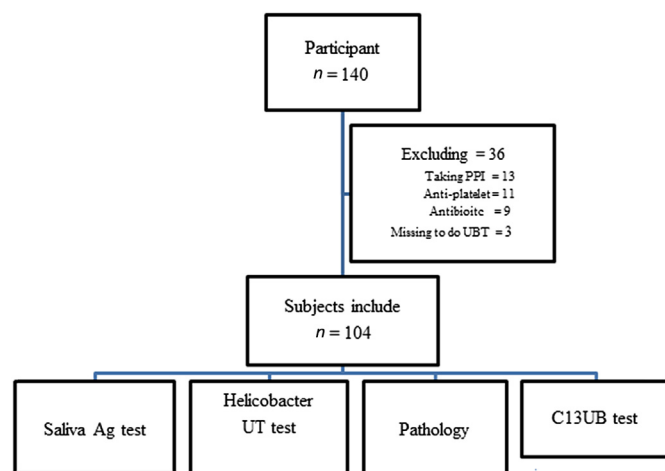 Participant
n = 140
Excluding = 36
Taking PPI = 13
Anti-platelet= 11
Antibioitc = 9
Missing to do UBT = 3
Subjects include
n = 104
Saliva Ag test
Helicobacter
UT test
Pathology
C13UB test